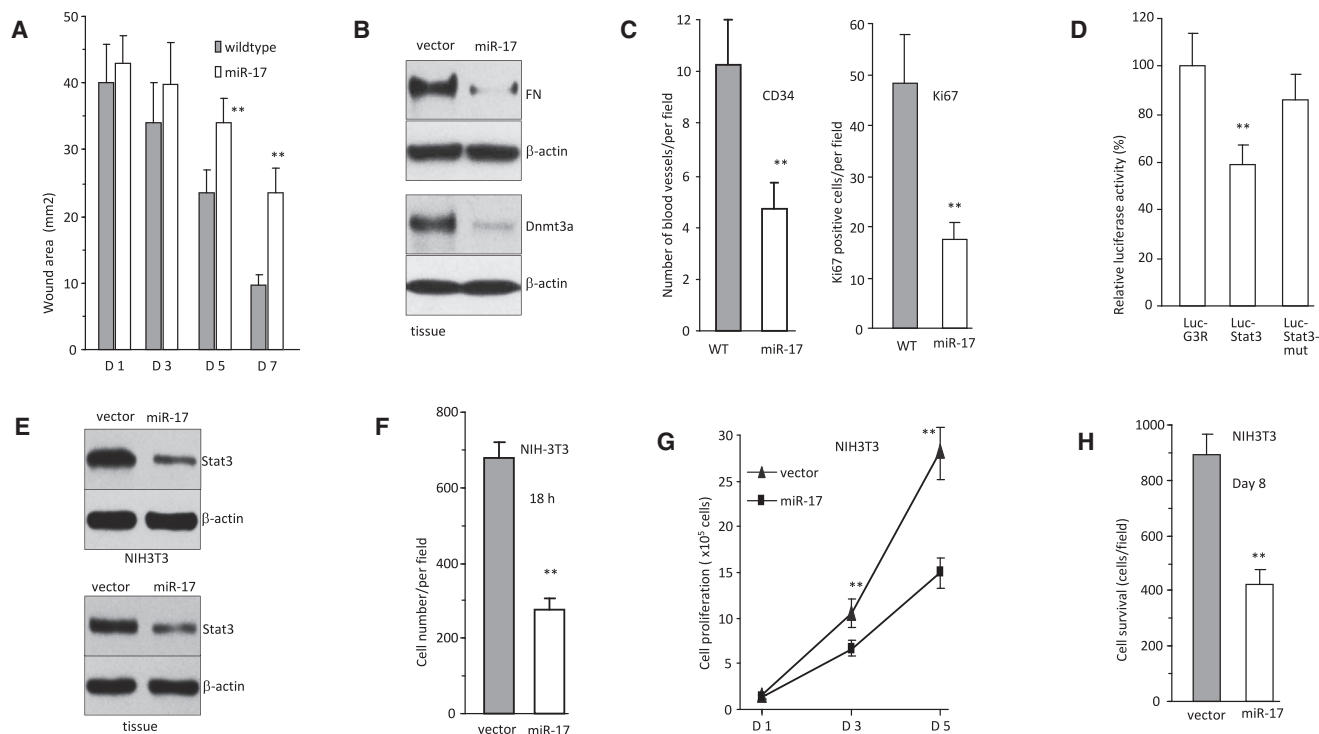 A
50
40
30
20
10
0
Wound area (mm2)
wildtype
miR-17
**
**
D 1
D 3
D 5
D 7
B
vector
miR-17
FN
β-actin
Dnmt3a
β-actin
tissue
C
12
10
8
6
4
2
0
Number of blood vessels/per field
CD34
**
WT
miR-17
60
50
40
30
20
10
0
Ki67 positive cells/per field
Ki67
**
WT
miR-17
D
120
100
80
60
40
20
0
Relative luciferase activity (%)
**
Luc-
G3R
Luc-
Stat3
Luc-
Stat3-
mut
E
vector
miR-17
Stat3
β-actin
NIH3T3
vector
miR-17
Stat3
β-actin
tissue
F
800
600
400
200
0
Cell number/per field
NIH-3T3
18 h
**
vector
miR-17
G
30
25
20
15
10
5
0
Cell proliferation ( x10⁵ cells)
NIH3T3
vector
miR-17
**
**
D 1
D 3
D 5
H
1000
800
600
400
200
0
Cell survival (cells/field)
NIH3T3
Day 8
**
vector
miR-17